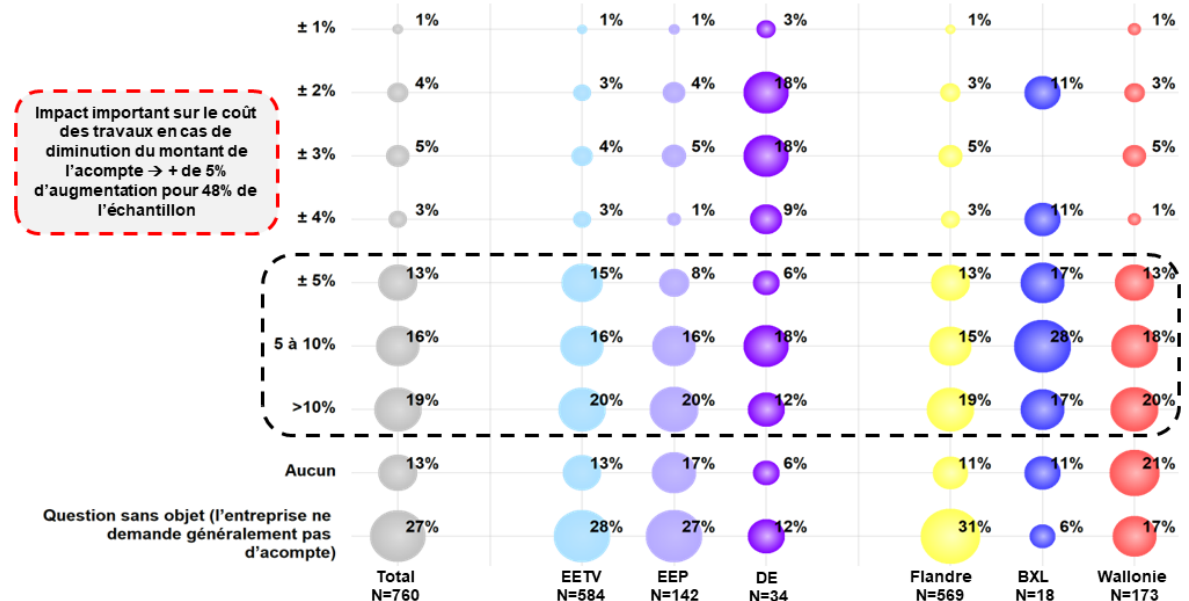 ± 1% 1% 1% 1% 3% 1% 1%
± 2% 4% 3% 4% 18% 3% 11% 3%
Impact important sur le coût
des travaux en cas de
diminution du montant de
l'acompte → + de 5%
d'augmentation pour 48% de
l'échantillon
± 3% 5% 4% 5% 18% 5% 5%
± 4% 3% 3% 1% 9% 3% 11% 1%
± 5% 13% 15% 8% 6% 13% 17% 13%
5 à 10% 16% 16% 16% 18% 15% 28% 18%
>10% 19% 20% 20% 12% 19% 17% 20%
Aucun 13% 13% 17% 6% 11% 11% 21%
Question sans objet (l'entreprise ne
demande généralement pas
d'acompte)
27% 28% 27% 12% 31% 6% 17%
Total EETV EEP DE Flandre BXL Wallonie
N=760 N=584 N=142 N=34 N=569 N=18 N=173